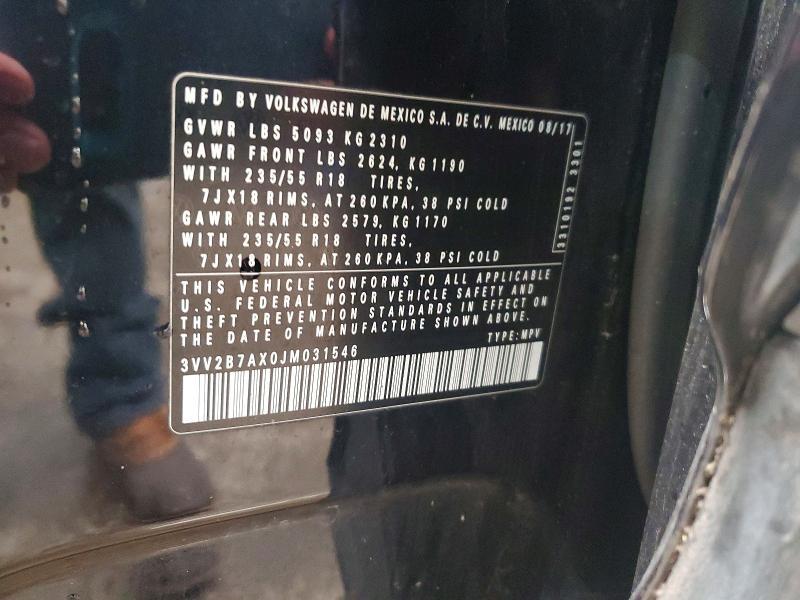 MFD BY VOLKSWAGEN DE MEXICO S.A. DE C.V. MEXICO 08/17
GVWR LBS 5093 KG 2310
GAWR FRONT LBS 2624, KG 1190
WITH 235/55 R18 TIRES,
7JX18 RIMS, AT 260 KPA, 38 PSI COLD
GAWR REAR LBS 2579, KG 1170
WITH 235/55 R18 TIRES,
7JX18 RIMS, AT 260 KPA, 38 PSI COLD
3310192 3301
THIS VEHICLE CONFORMS TO ALL APPLICABLE
U.S. FEDERAL MOTOR VEHICLE SAFETY AND
THEFT PREVENTION STANDARDS IN EFFECT ON
THE DATE OF MANUFACTURE SHOWN ABOVE.
TYPE: MPV
3VV2B7AX0JM031546